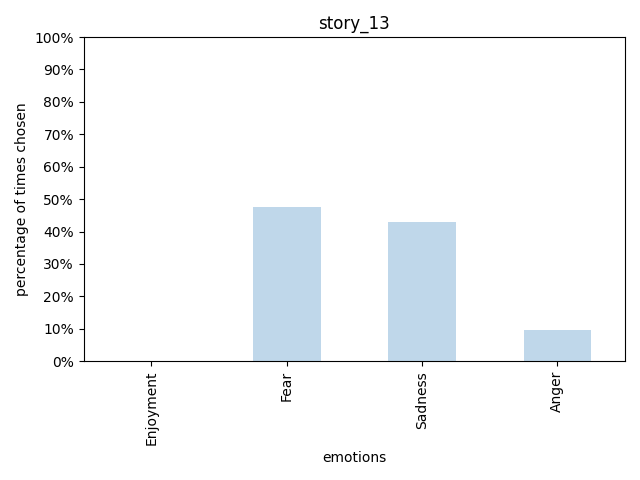 story_13
100%
90%
80%
70%
60%
50%
40%
30%
20%
10%
0%
percentage of times chosen
Enjoyment
Fear
Sadness
Anger
emotions